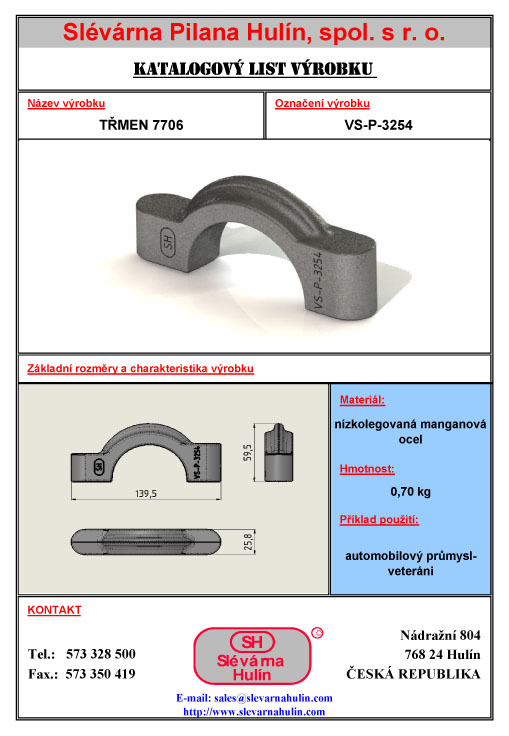 Slévárna Pilana Hulín, spol. s r. o.
KATALOGOVÝ LIST VÝROBKU
Název výrobku
Označení výrobku
TŘMEN 7706
VS-P-3254
SH
VS-P-3254
Základní rozměry a charakteristika výrobku
SH
VS-P-3254
59,5
139,5
25,8
Materiál:
nízkolegovaná manganová
ocel
Hmotnost:
0,70 kg
Příklad použití:
automobilový průmysl-
veteráni
KONTAKT
Tel.: 573 328 500
Fax.: 573 350 419
SH
Slévárna
Hulín
Nádražní 804
768 24 Hulín
ČESKÁ REPUBLIKA
E-mail: sales@slevarnahulin.com
http://www.slevarnahulin.com